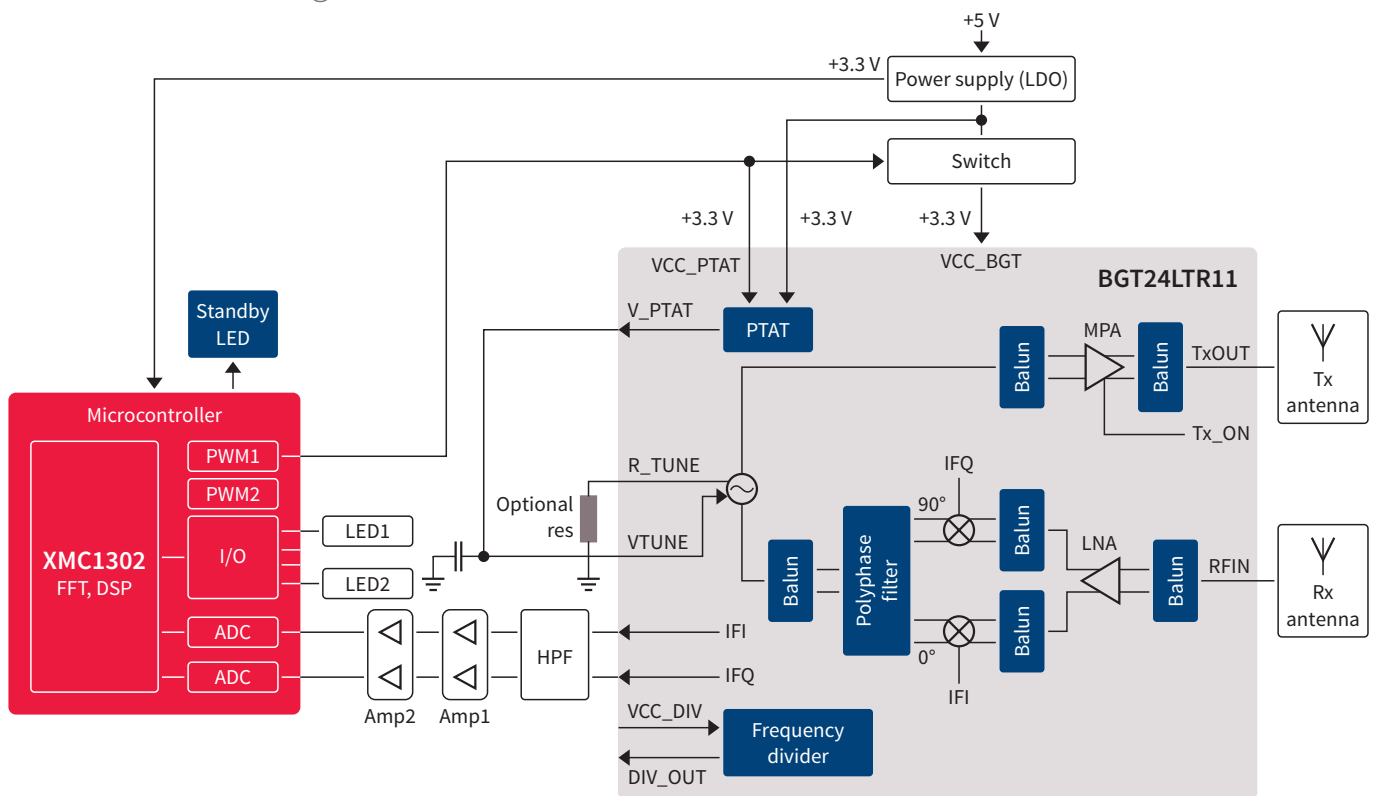 +5 V
+3.3 V
Power supply (LDO)
Switch
+3.3 V
+3.3 V
+3.3 V
VCC_PTAT
VCC_BGT
BGT24LTR11
Standby
LED
V_PTAT
PTAT
MPA
Balun
Balun
TxOUT
Tx
antenna
Tx_ON
Microcontroller
PWM1
PWM2
XMC1302
FFT, DSP
I/O
LED1
LED2
ADC
ADC
Optional
res
R_TUNE
VTUNE
IFQ
90°
Balun
LNA
Balun
Polyphase
filter
Balun
RFIN
Rx
antenna
Balun
0°
IFI
IFI
IFQ
HPF
Amp2
Amp1
VCC_DIV
Frequency
divider
DIV_OUT